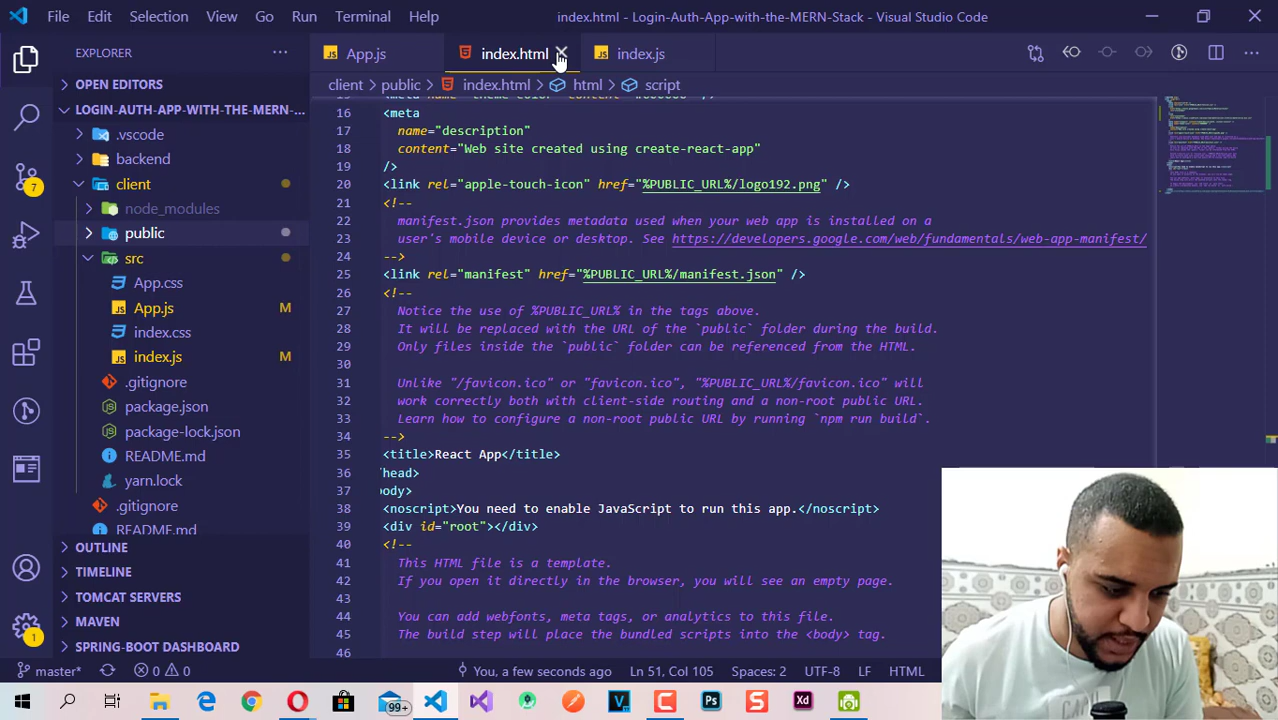 File Edit Selection View Go Run Terminal Help index.html - Login-Auth-App-with-the-MERN-Stack - Visual Studio Code
EXPLORER
App.js
index.html
index.js
client > public > index.html > html > script
OPEN EDITORS
LOGIN-AUTH-APP-WITH-THE-MERN-...
.vscode
backend
client
node_modules
public
src
App.css
App.js M
index.css
index.js M
.gitignore
package.json
package-lock.json
README.md
yarn.lock
.gitignore
README.md
OUTLINE
TIMELINE
TOMCAT SERVERS
MAVEN
SPRING-BOOT DASHBOARD
16 <meta
17 name="description"
18 content="Web site created using create-react-app"
19 />
20 <link rel="apple-touch-icon" href="%PUBLIC_URL%/logo192.png" />
21 <!--
22 manifest.json provides metadata used when your web app is installed on a
23 user's mobile device or desktop. See https://developers.google.com/web/fundamentals/web-app-manifest/
24 -->
25 <link rel="manifest" href="%PUBLIC_URL%/manifest.json" />
26 <!--
27 Notice the use of %PUBLIC_URL% in the tags above.
28 It will be replaced with the URL of the `public` folder during the build.
29 Only files inside the `public` folder can be referenced from the HTML.
30
31 Unlike "/favicon.ico" or "favicon.ico", "%PUBLIC_URL%/favicon.ico" will
32 work correctly both with client-side routing and a non-root public URL.
33 Learn how to configure a non-root public URL by running `npm run build`.
34 -->
35 <title>React App</title>
36 /head>
37 body>
38 <noscript>You need to enable JavaScript to run this app.</noscript>
39 <div id="root"></div>
40 <!--
41 This HTML file is a template.
42 If you open it directly in the browser, you will see an empty page.
43
44 You can add webfonts, meta tags, or analytics to this file.
45 The build step will place the bundled scripts into the <body> tag.
46
7
1
master* 0 0 You, a few seconds ago Ln 51, Col 105 Spaces: 2 UTF-8 LF HTML
99+
V
Ps
S
Xd